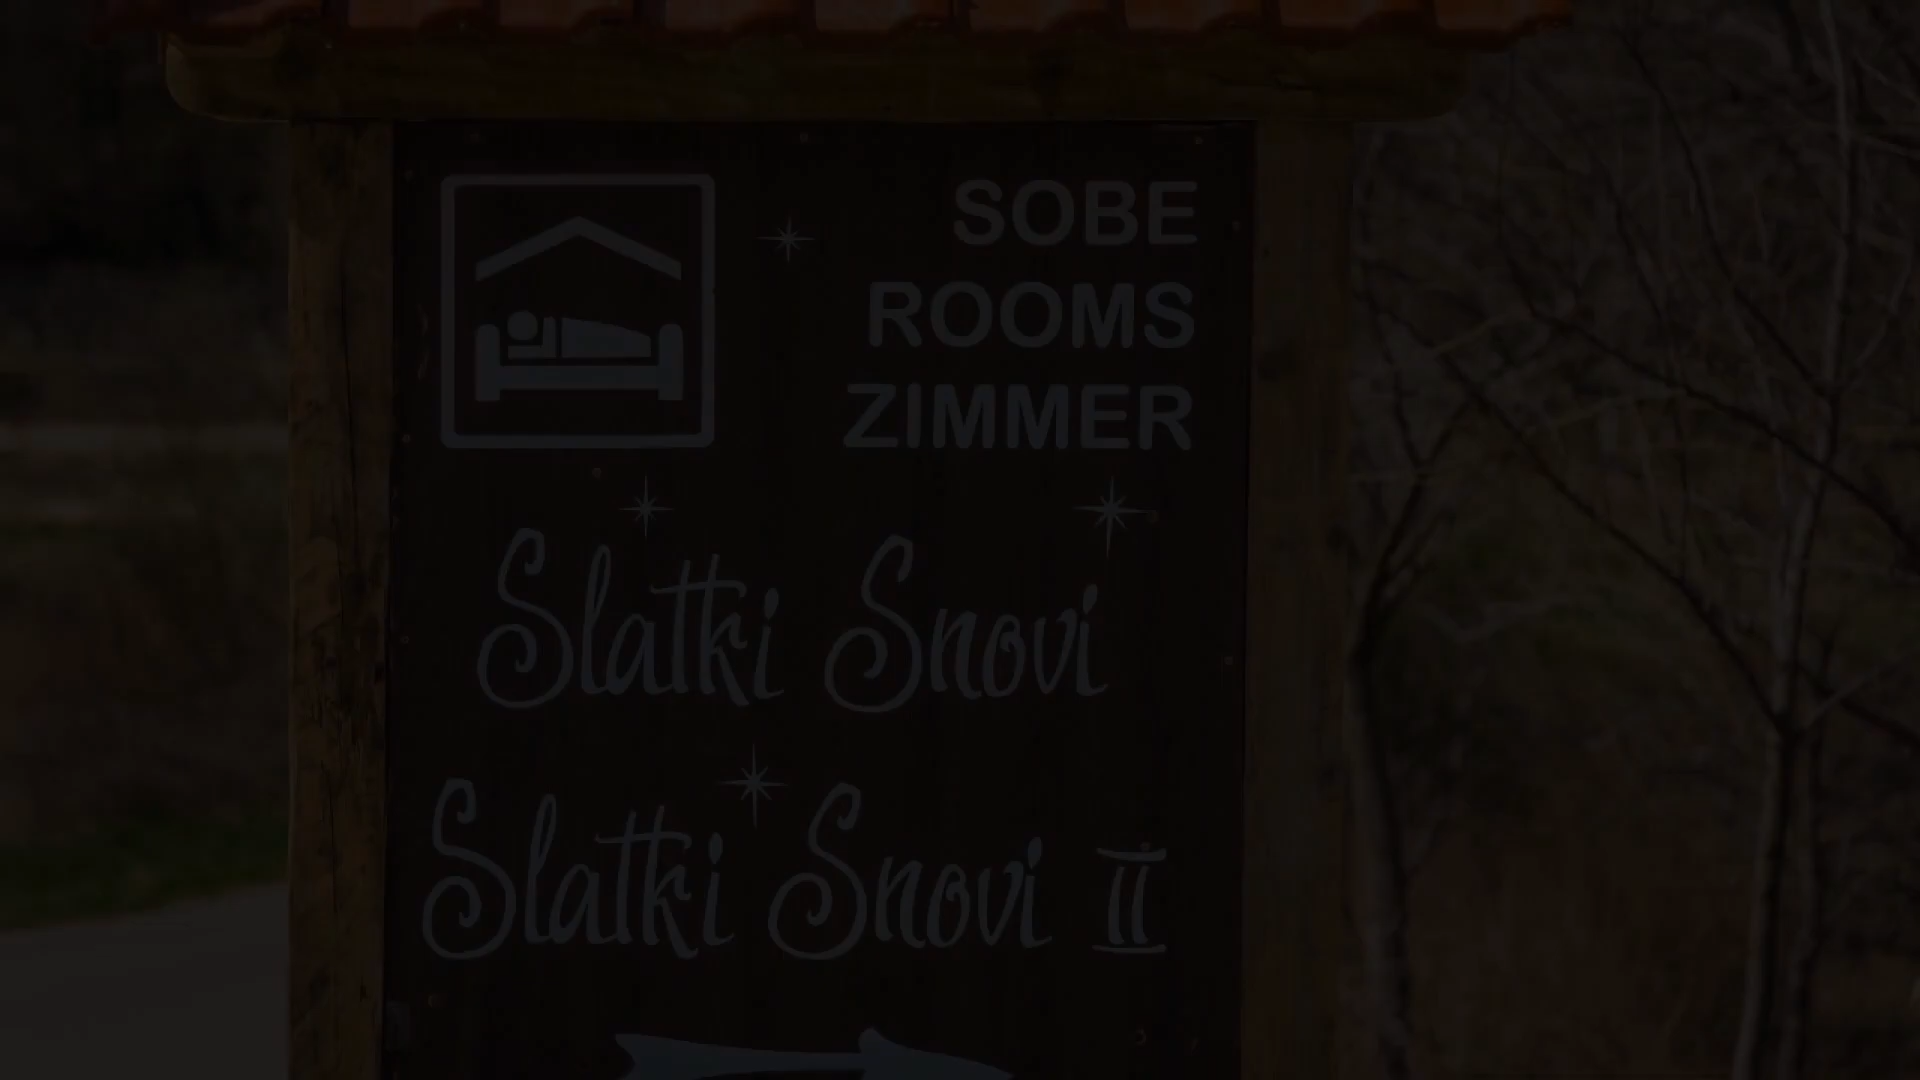 SOBE
ROOMS
ZIMMER
Slatki Snovi
Slatki Snovi II